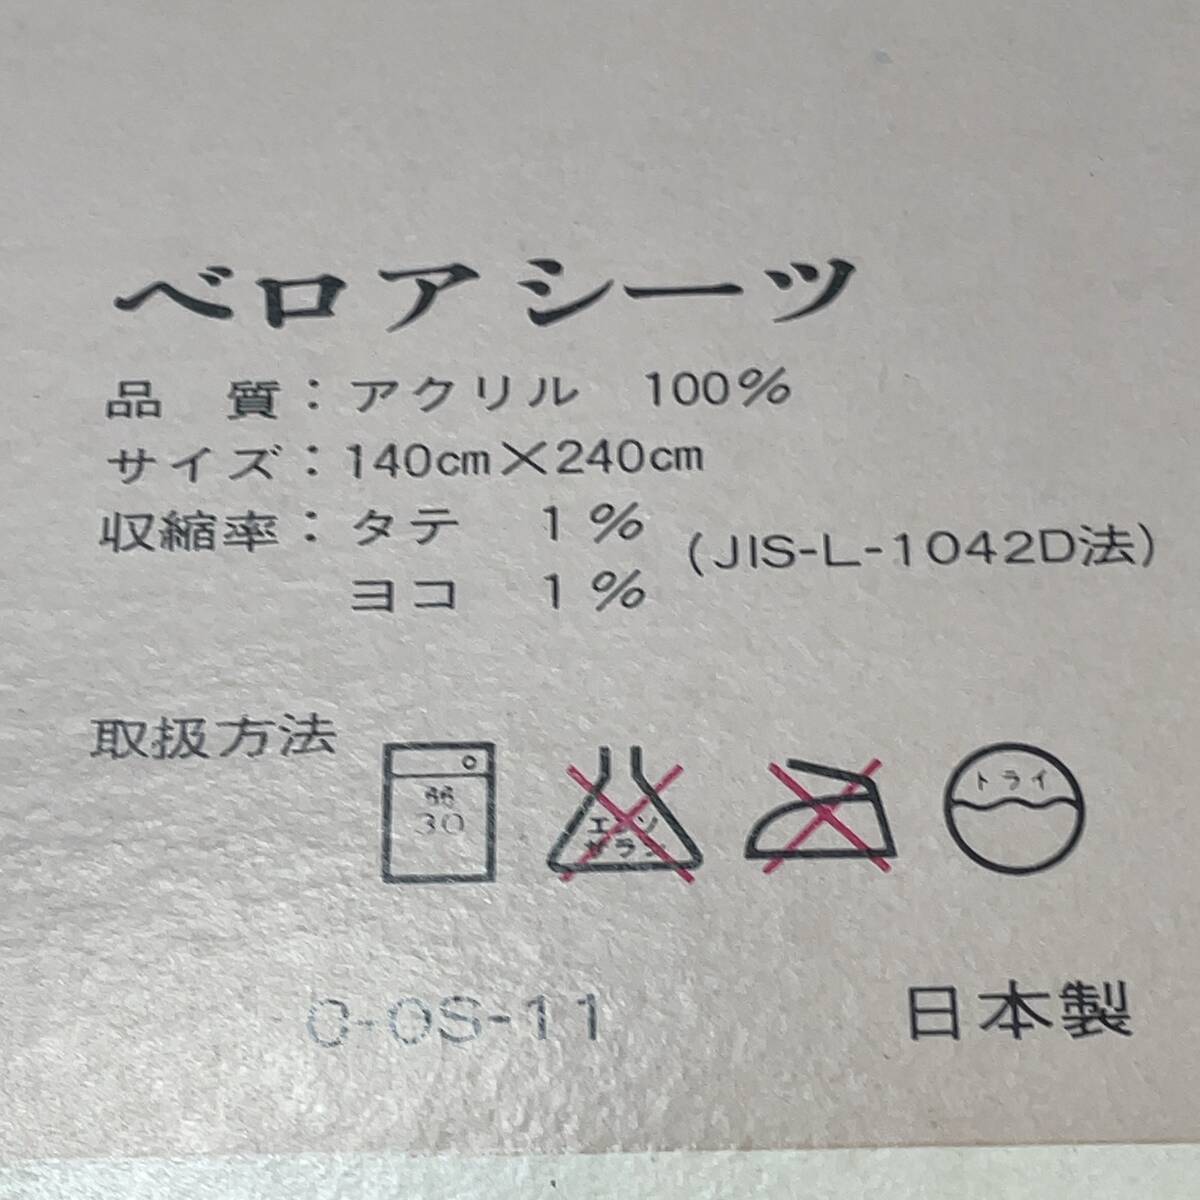 ベロアシーツ
品　質：アクリル　100%
サイズ：140cm×240cm
収縮率：タテ　1%
ヨコ　1%
(JIS-L-1042D法)
取扱方法
30
エンソ
サラシ
ドライ
C-OS-11
日本製